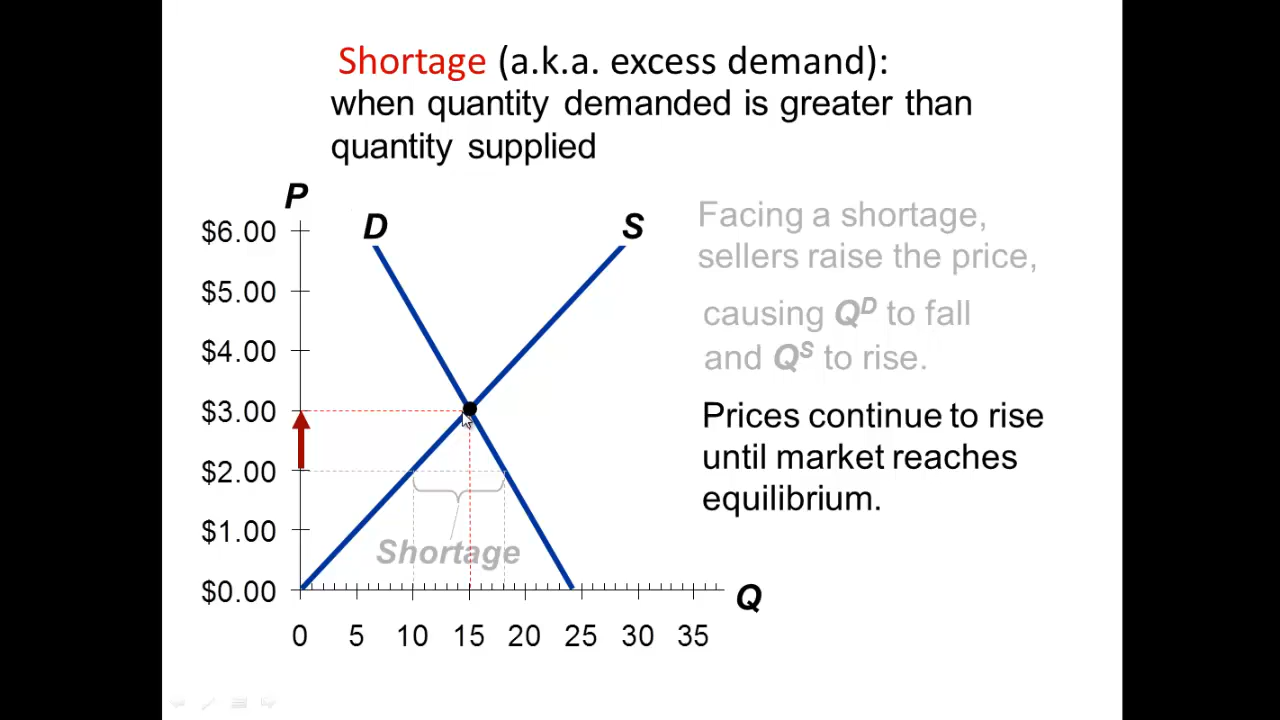 Shortage (a.k.a. excess demand):
when quantity demanded is greater than
quantity supplied
P
D
S
$6.00
$5.00
$4.00
$3.00
$2.00
$1.00
$0.00
Shortage
0 5 10 15 20 25 30 35
Q
Facing a shortage,
sellers raise the price,
causing Q^D to fall
and Q^S to rise.
Prices continue to rise
until market reaches
equilibrium.